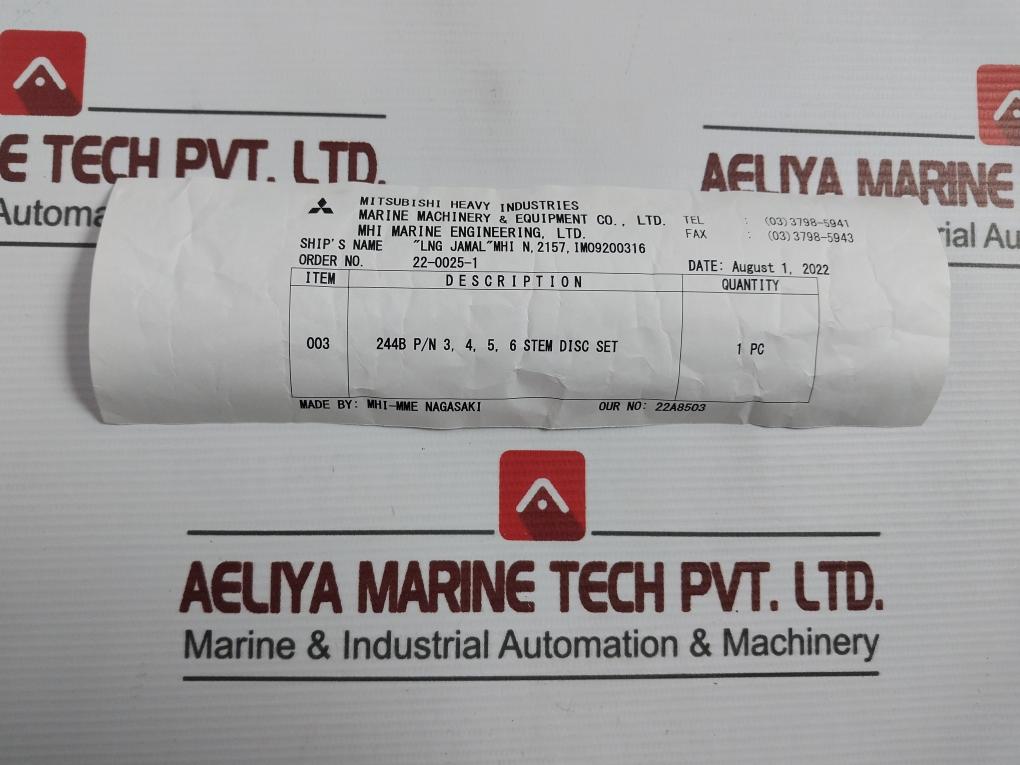 E TECH PVT. LTD.
Automa
AELIYA MARINE
rial Au
MITSUBISHI HEAVY INDUSTRIES
MARINE MACHINERY & EQUIPMENT CO., LTD.
MHI MARINE ENGINEERING, LTD.
TEL : (03)3798-5941
FAX : (03)3798-5943
SHIP'S NAME "LNG JAMAL"MHI N,2157,IMO9200316
ORDER NO. 22-0025-1
DATE: August 1, 2022
ITEM DESCRIPTION QUANTITY
003 244B P/N 3, 4, 5, 6 STEM DISC SET 1 PC
MADE BY: MHI-MME NAGASAKI OUR NO: 22A8503
AELIYA MARINE TECH PVT. LTD.
Marine & Industrial Automation & Machinery